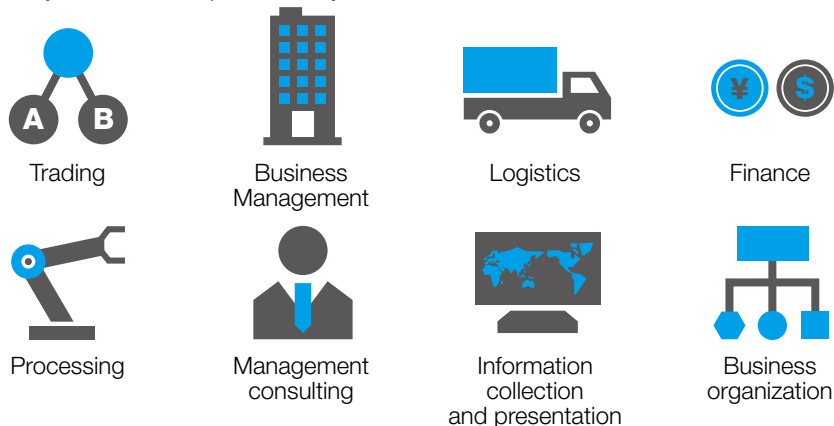 A B
¥ $
Trading
Business
Management
Logistics
Finance
Processing
Management
consulting
Information
collection
and presentation
Business
organization